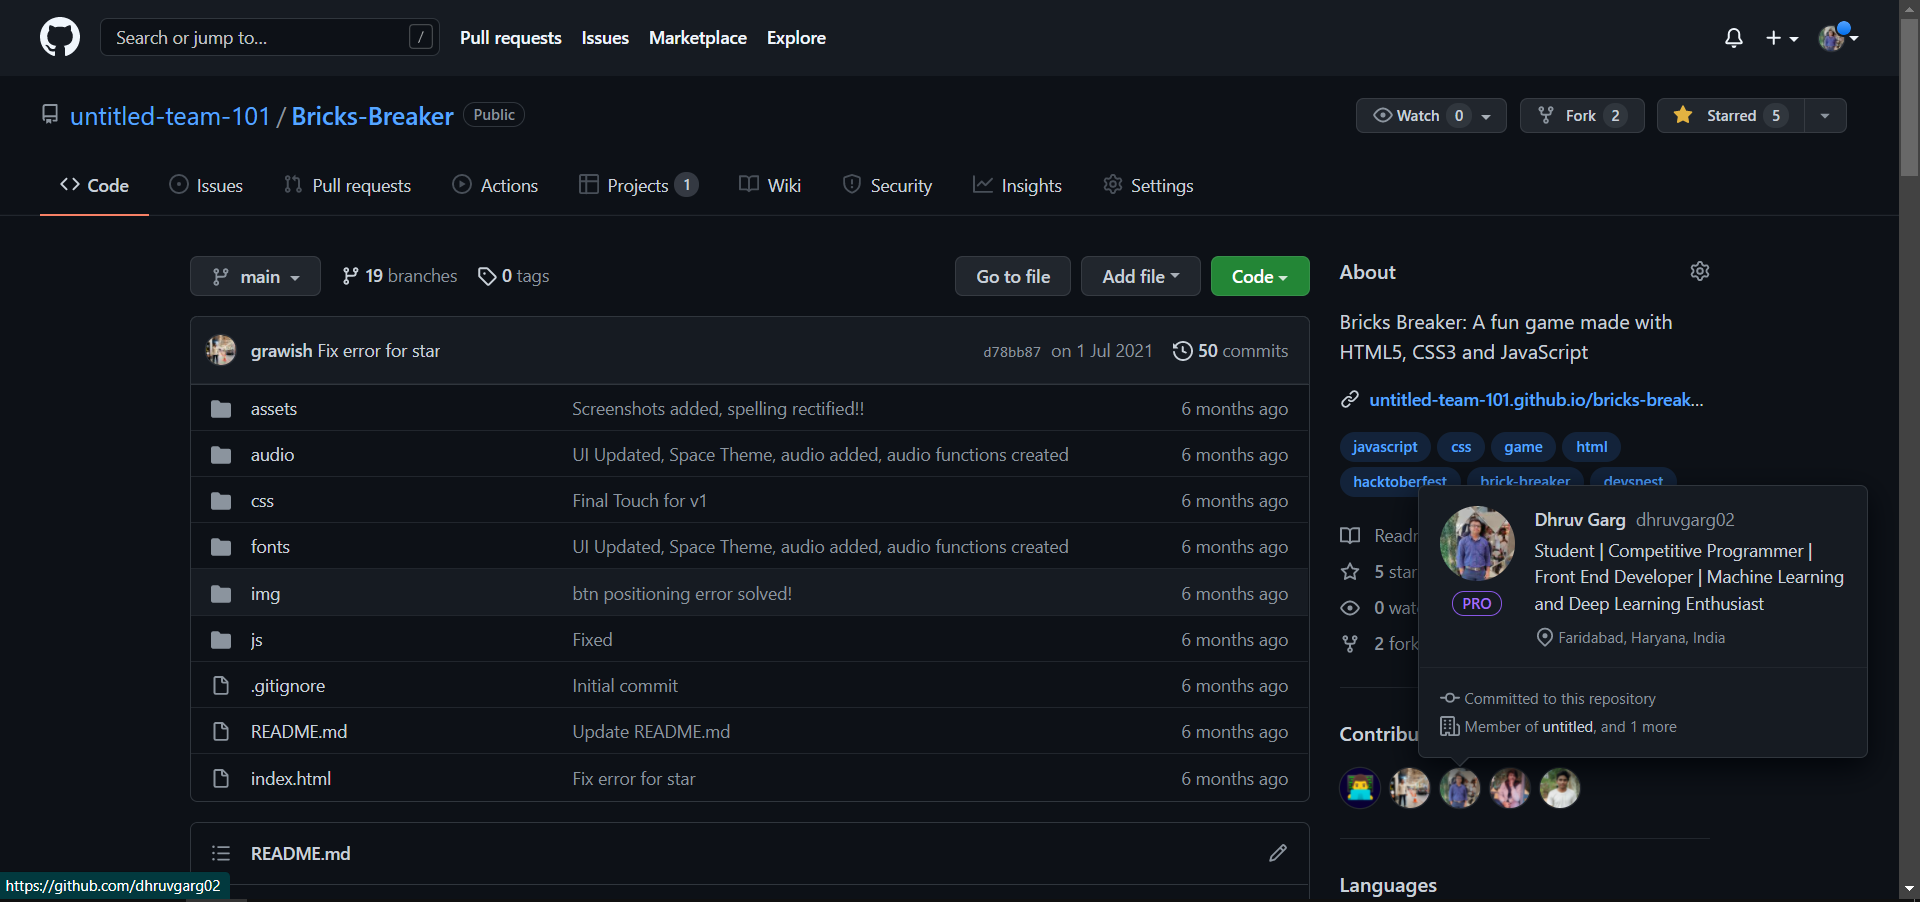 Search or jump to... / Pull requests Issues Marketplace Explore
untitled-team-101 / Bricks-Breaker Public Watch 0 Fork 2 Starred 5
Code Issues Pull requests Actions Projects 1 Wiki Security Insights Settings
main 19 branches 0 tags Go to file Add file Code
grawish Fix error for star d78bb87 on 1 Jul 2021 50 commits
assets Screenshots added, spelling rectified!! 6 months ago
audio UI Updated, Space Theme, audio added, audio functions created 6 months ago
css Final Touch for v1 6 months ago
fonts UI Updated, Space Theme, audio added, audio functions created 6 months ago
img btn positioning error solved! 6 months ago
js Fixed 6 months ago
.gitignore Initial commit 6 months ago
README.md Update README.md 6 months ago
index.html Fix error for star 6 months ago
README.md
About
Bricks Breaker: A fun game made with
HTML5, CSS3 and JavaScript
untitled-team-101.github.io/bricks-break...
javascript css game html
hacktoberfest brick-breaker devsnest
5 star
2 fork
Dhruv Garg dhruvgarg02
Student | Competitive Programmer |
Front End Developer | Machine Learning
and Deep Learning Enthusiast
PRO
Faridabad, Haryana, India
Committed to this repository
Member of untitled, and 1 more
Contribu
Languages
https://github.com/dhruvgarg02